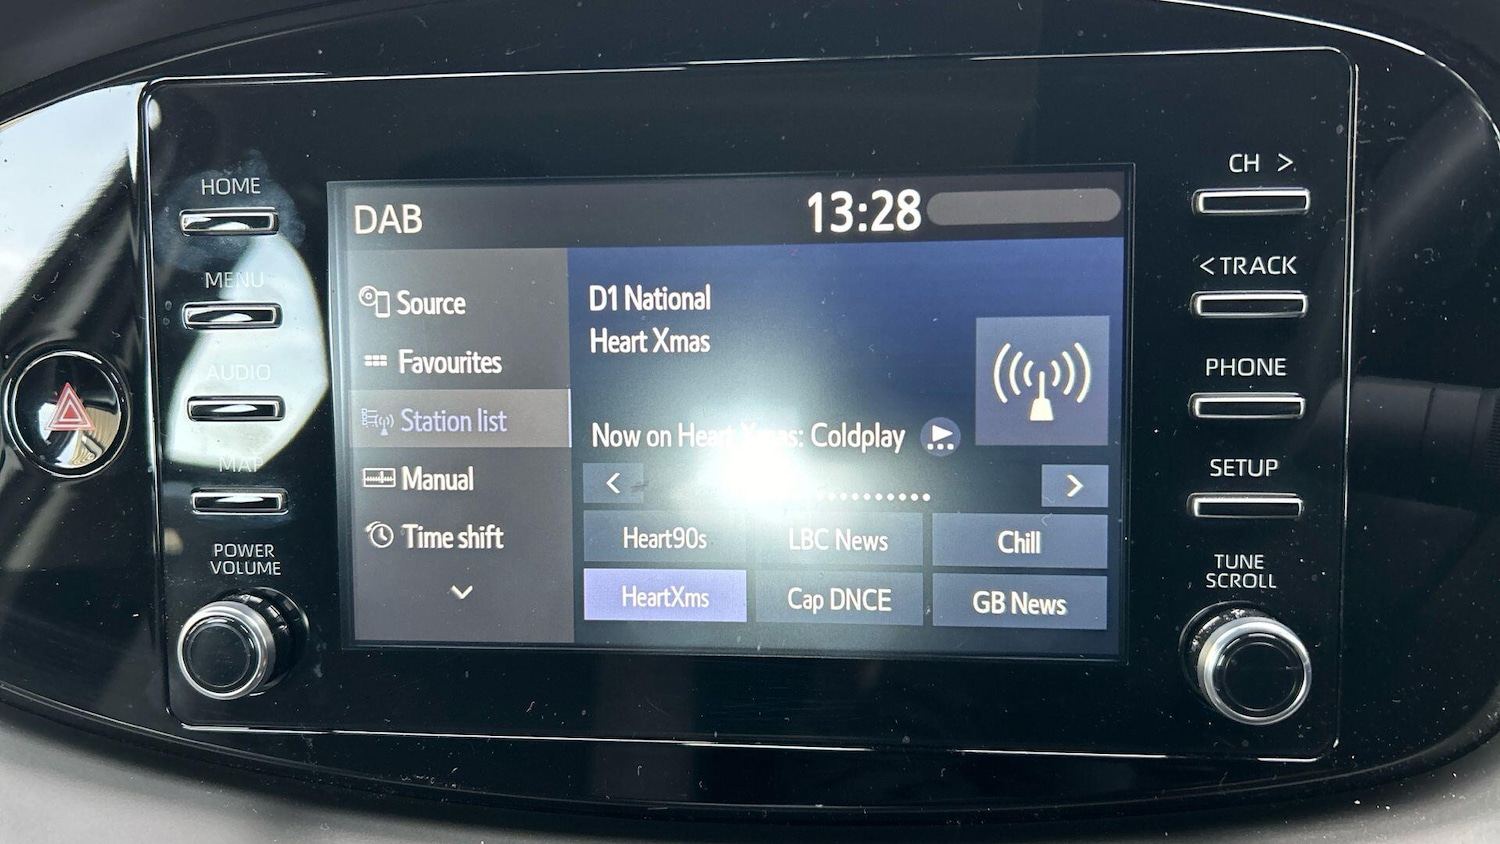 HOME
MENU
AUDIO
MAP
POWER
VOLUME
DAB
13:28
Source
Favourites
Station list
Manual
Time shift
D1 National
Heart Xmas
Now on Heart Xmas: Coldplay
<
>
Heart90s
LBC News
Chill
HeartXms
Cap DNCE
GB News
CH >
< TRACK
PHONE
SETUP
TUNE
SCROLL